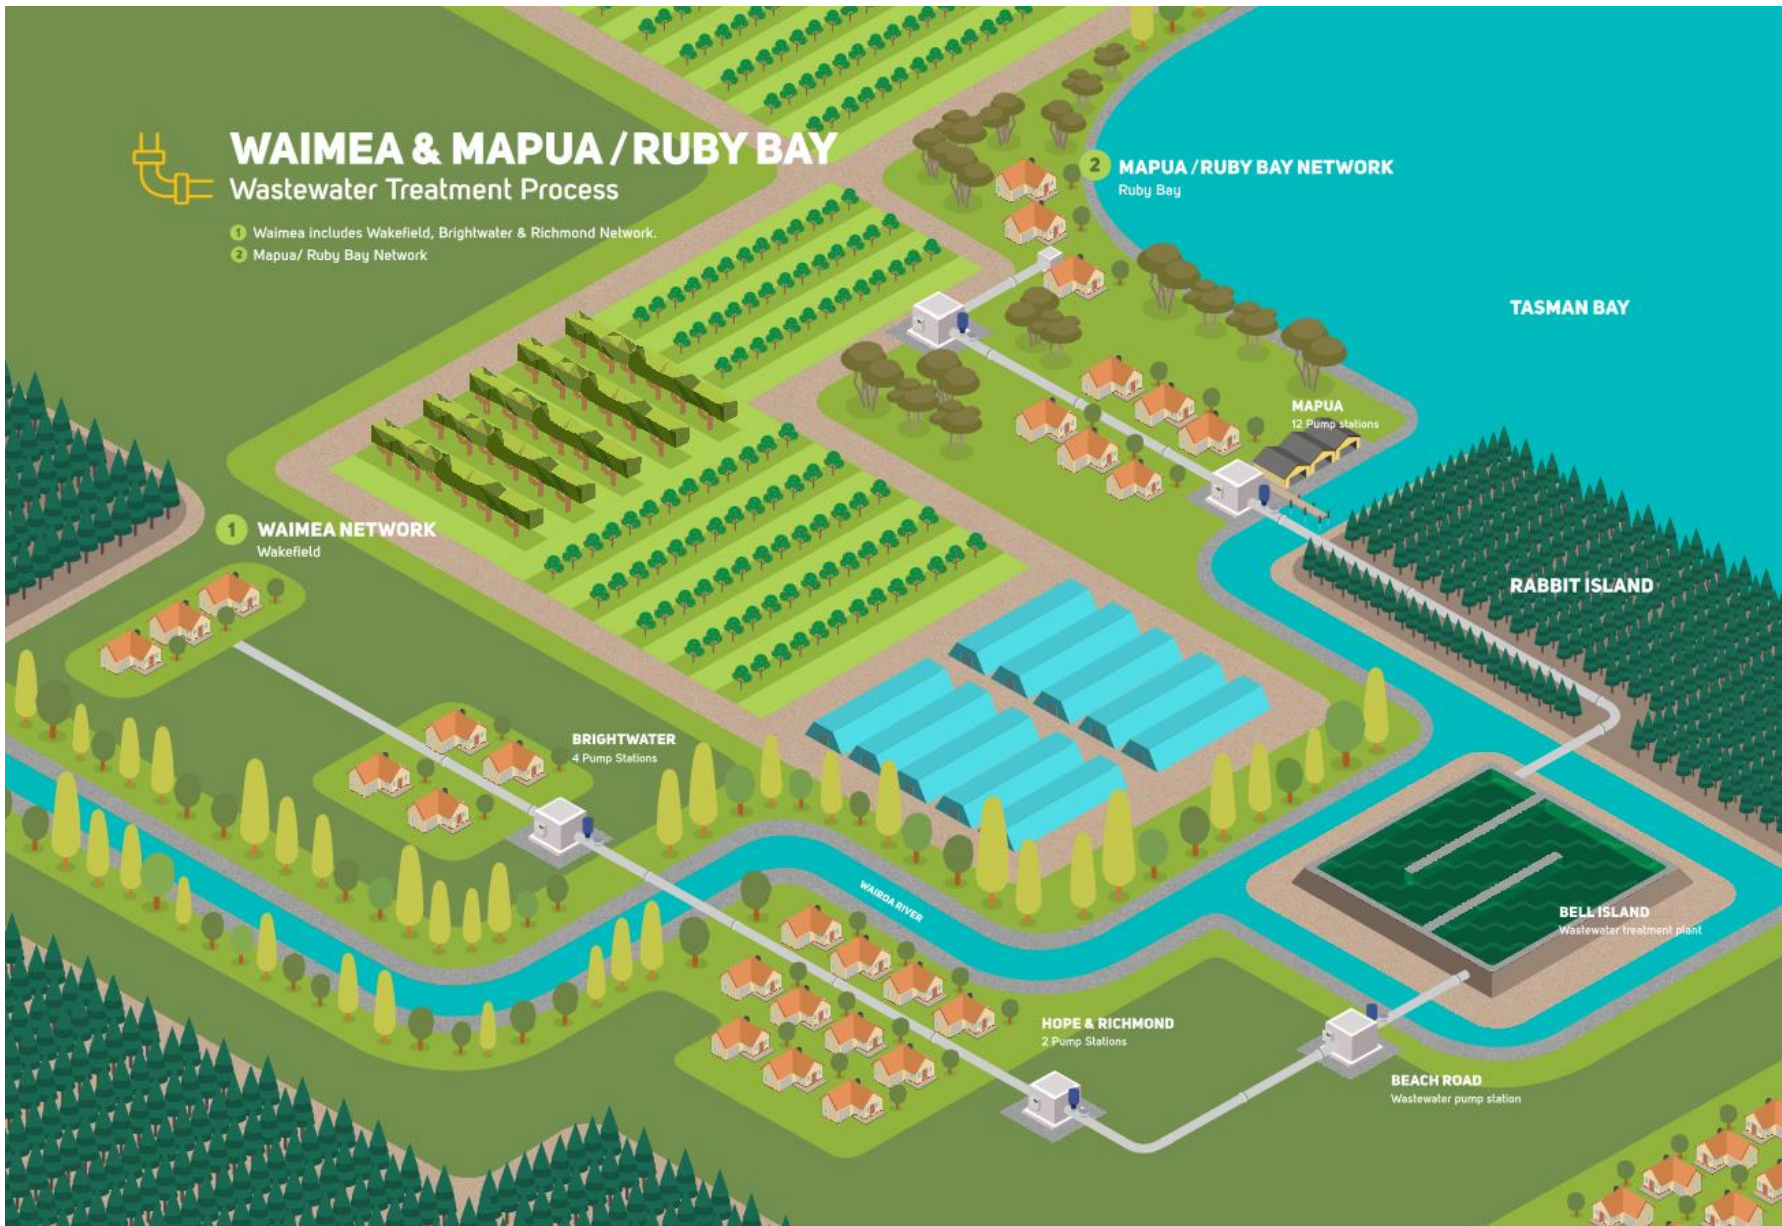 WAIMEA & MAPUA / RUBY BAY
Wastewater Treatment Process
1 Waimea includes Wakefield, Brightwater & Richmond Network.
2 Mapua/ Ruby Bay Network
2 MAPUA / RUBY BAY NETWORK
Ruby Bay
TASMAN BAY
MAPUA
12 Pump stations
RABBIT ISLAND
1 WAIMEA NETWORK
Wakefield
BRIGHTWATER
4 Pump Stations
WAIROA RIVER
BELL ISLAND
Wastewater treatment plant
HOPE & RICHMOND
2 Pump Stations
BEACH ROAD
Wastewater pump station